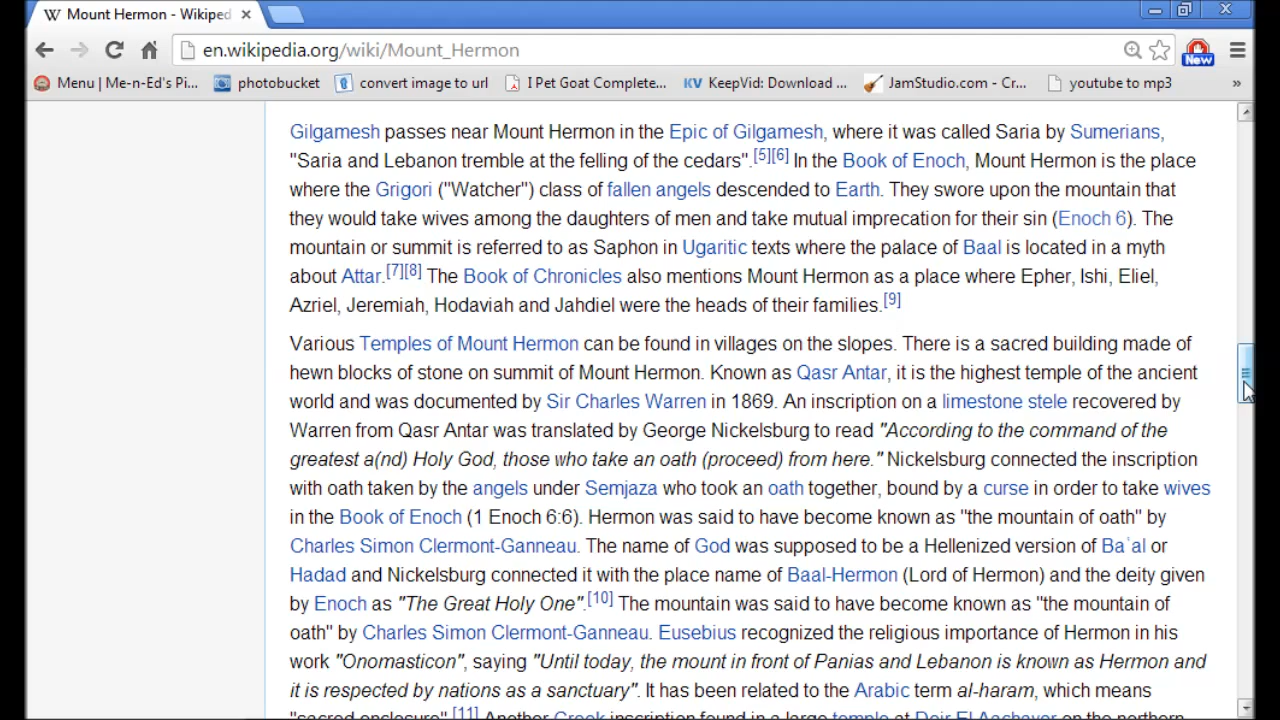 Mount Hermon - Wikiped
en.wikipedia.org/wiki/Mount_Hermon
New
Menu | Me-n-Ed's Pi... photobucket convert image to url I Pet Goat Complete... KeepVid: Download ... JamStudio.com - Cr... youtube to mp3 »
Gilgamesh passes near Mount Hermon in the Epic of Gilgamesh, where it was called Saria by Sumerians,
"Saria and Lebanon tremble at the felling of the cedars".[5][6] In the Book of Enoch, Mount Hermon is the place
where the Grigori ("Watcher") class of fallen angels descended to Earth. They swore upon the mountain that
they would take wives among the daughters of men and take mutual imprecation for their sin (Enoch 6). The
mountain or summit is referred to as Saphon in Ugaritic texts where the palace of Baal is located in a myth
about Attar.[7][8] The Book of Chronicles also mentions Mount Hermon as a place where Epher, Ishi, Eliel,
Azriel, Jeremiah, Hodaviah and Jahdiel were the heads of their families.[9]
Various Temples of Mount Hermon can be found in villages on the slopes. There is a sacred building made of
hewn blocks of stone on summit of Mount Hermon. Known as Qasr Antar, it is the highest temple of the ancient
world and was documented by Sir Charles Warren in 1869. An inscription on a limestone stele recovered by
Warren from Qasr Antar was translated by George Nickelsburg to read "According to the command of the
greatest a(nd) Holy God, those who take an oath (proceed) from here." Nickelsburg connected the inscription
with oath taken by the angels under Semjaza who took an oath together, bound by a curse in order to take wives
in the Book of Enoch (1 Enoch 6:6). Hermon was said to have become known as "the mountain of oath" by
Charles Simon Clermont-Ganneau. The name of God was supposed to be a Hellenized version of Baʿal or
Hadad and Nickelsburg connected it with the place name of Baal-Hermon (Lord of Hermon) and the deity given
by Enoch as "The Great Holy One".[10] The mountain was said to have become known as "the mountain of
oath" by Charles Simon Clermont-Ganneau. Eusebius recognized the religious importance of Hermon in his
work "Onomasticon", saying "Until today, the mount in front of Panias and Lebanon is known as Hermon and
it is respected by nations as a sanctuary". It has been related to the Arabic term al-haram, which means
"sacred enclosure".[11] Another Greek inscription found in a large temple at Deir El Aachayer on the northern